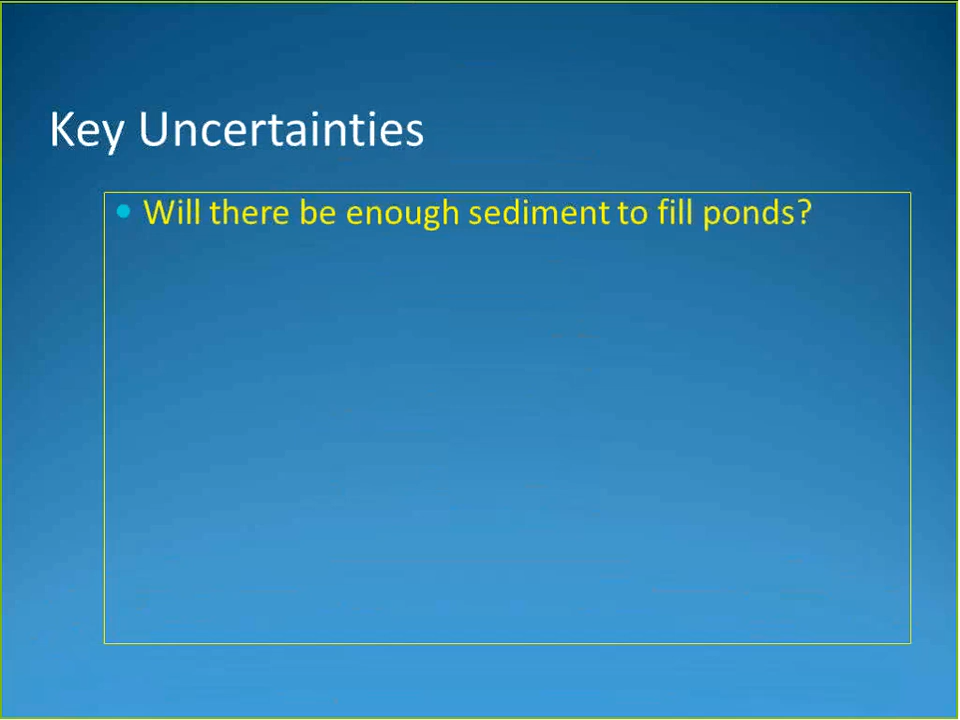 Key Uncertainties
Will there be enough sediment to fill ponds?